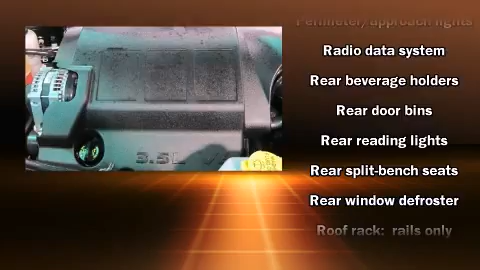 Perimeter/approach lights
Radio data system
Rear beverage holders
Rear door bins
Rear reading lights
Rear split-bench seats
Rear window defroster
Roof rack: rails only
3.5L